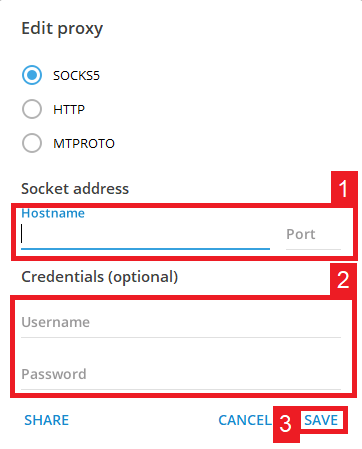 Edit proxy
SOCKS5
HTTP
MTPROTO
Socket address
1
Hostname
Port
Credentials (optional)
2
Username
Password
SHARE
CANCEL
3
SAVE